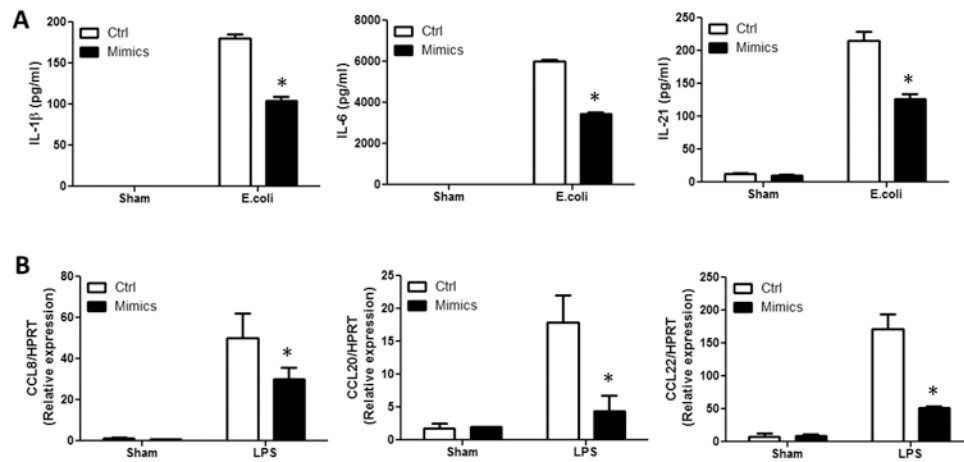 A
IL-1β (pg/ml)
200
150
100
50
0
Ctrl
Mimics
*
Sham
E.coli
IL-6 (pg/ml)
8000
6000
4000
2000
0
Ctrl
Mimics
*
Sham
E.coli
IL-21 (pg/ml)
250
200
150
100
50
0
Ctrl
Mimics
*
Sham
E.coli
B
CCL8/HPRT
(Relative expression)
80
60
40
20
0
Ctrl
Mimics
*
Sham
LPS
CCL20/HPRT
(Relative expression)
25
20
15
10
5
0
Ctrl
Mimics
*
Sham
LPS
CCL22/HPRT
(Relative expression)
250
200
150
100
50
0
Ctrl
Mimics
*
Sham
LPS